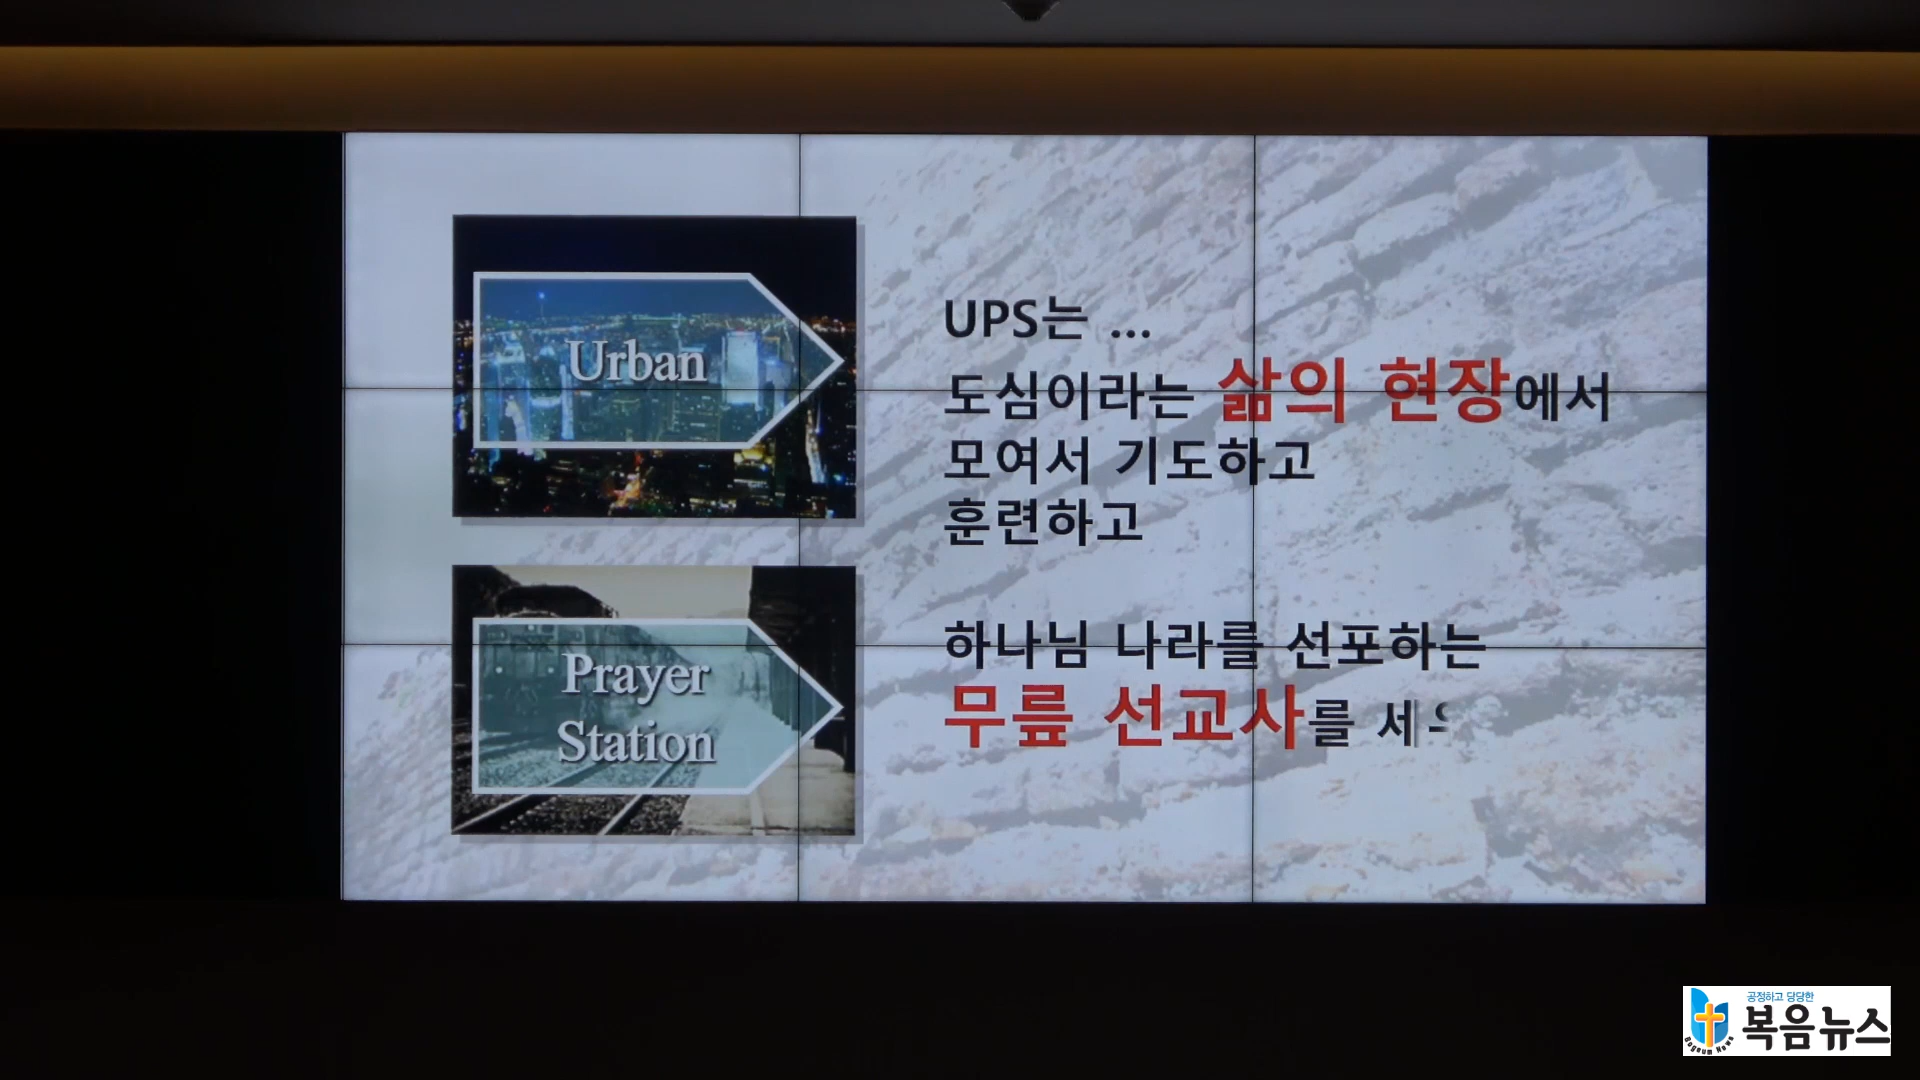 Urban
Prayer
Station
UPS는 ...
도심이라는 삶의 현장에서
모여서 기도하고
훈련하고
하나님 나라를 선포하는
무릎 선교사를
공정하고 당당한
복음뉴스
Bogeum News